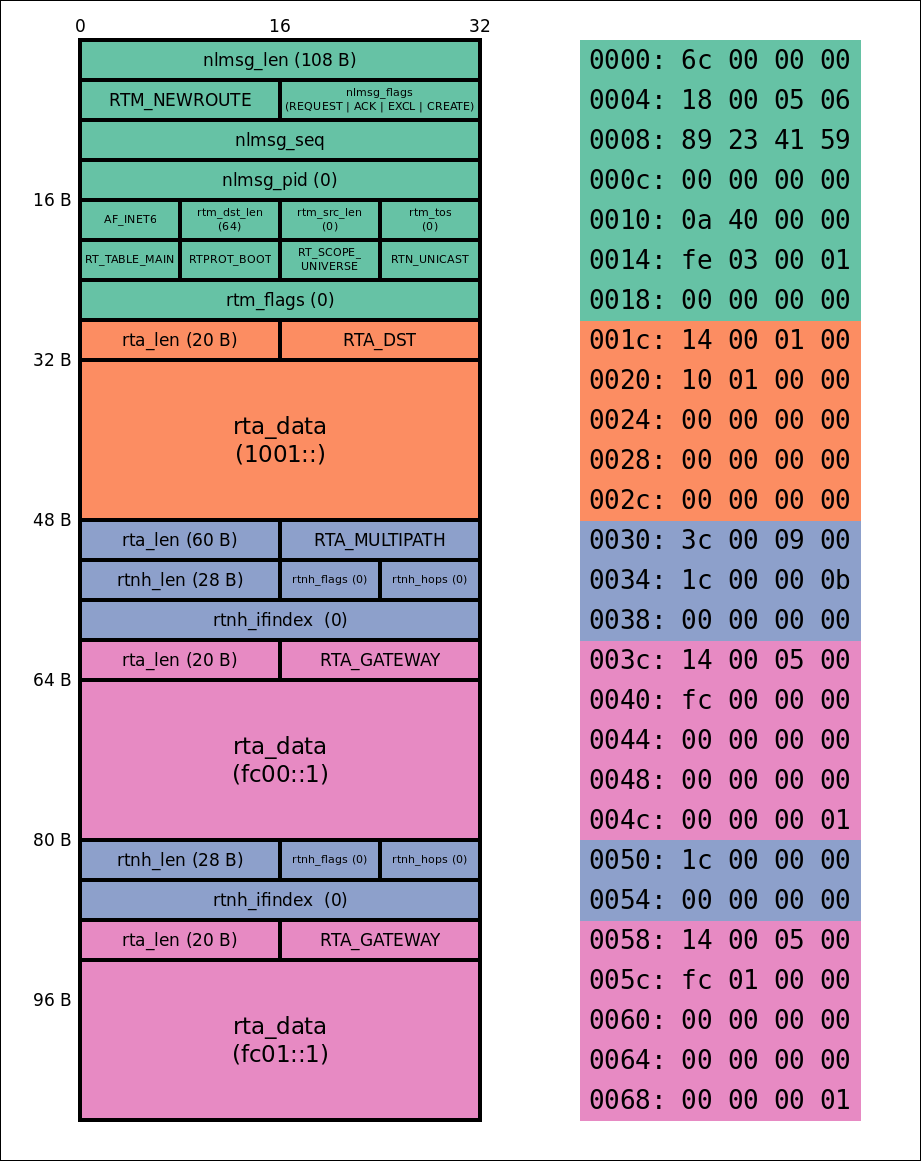 0 16 32
nlmsg_len (108 B)
RTM_NEWROUTE
nlmsg_flags
(REQUEST | ACK | EXCL | CREATE)
nlmsg_seq
nlmsg_pid (0)
16 B
AF_INET6
rtm_dst_len
(64)
rtm_src_len
(0)
rtm_tos
(0)
RT_TABLE_MAIN
RTPROT_BOOT
RT_SCOPE_
UNIVERSE
RTN_UNICAST
rtm_flags (0)
rta_len (20 B)
RTA_DST
32 B
rta_data
(1001::)
48 B
rta_len (60 B)
RTA_MULTIPATH
rtnh_len (28 B)
rtnh_flags (0)
rtnh_hops (0)
rtnh_ifindex  (0)
rta_len (20 B)
RTA_GATEWAY
64 B
rta_data
(fc00::1)
80 B
rtnh_len (28 B)
rtnh_flags (0)
rtnh_hops (0)
rtnh_ifindex  (0)
rta_len (20 B)
RTA_GATEWAY
96 B
rta_data
(fc01::1)
0000: 6c 00 00 00
0004: 18 00 05 06
0008: 89 23 41 59
000c: 00 00 00 00
0010: 0a 40 00 00
0014: fe 03 00 01
0018: 00 00 00 00
001c: 14 00 01 00
0020: 10 01 00 00
0024: 00 00 00 00
0028: 00 00 00 00
002c: 00 00 00 00
0030: 3c 00 09 00
0034: 1c 00 00 0b
0038: 00 00 00 00
003c: 14 00 05 00
0040: fc 00 00 00
0044: 00 00 00 00
0048: 00 00 00 00
004c: 00 00 00 01
0050: 1c 00 00 00
0054: 00 00 00 00
0058: 14 00 05 00
005c: fc 01 00 00
0060: 00 00 00 00
0064: 00 00 00 00
0068: 00 00 00 01